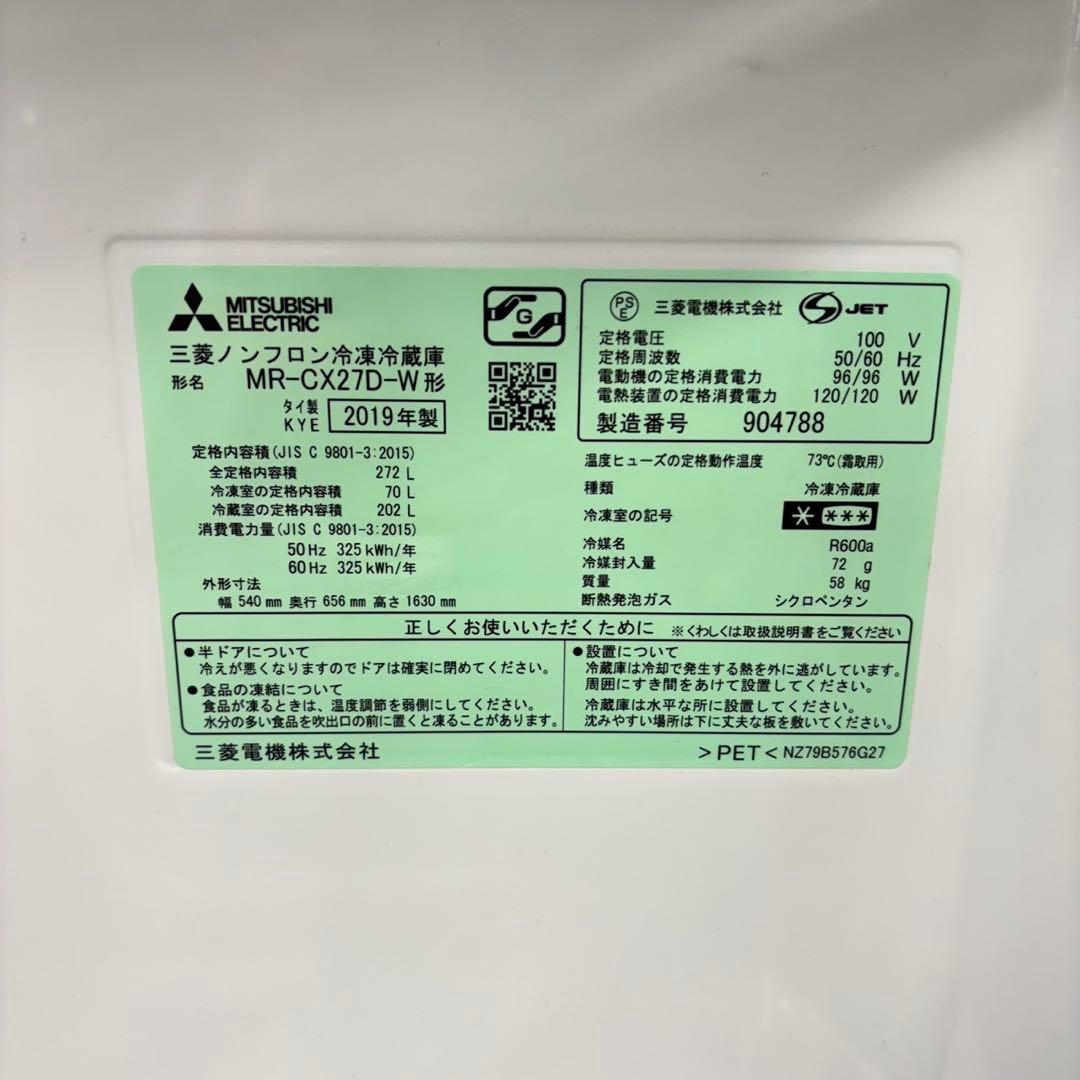 MITSUBISHI
ELECTRIC
G
三菱ノンフロン冷凍冷蔵庫
形名 MR-CX27D-W形
タイ製
KYE 2019年製
定格内容積(JIS C 9801-3:2015)
全定格内容積 272 L
冷凍室の定格内容積 70 L
冷蔵室の定格内容積 202 L
消費電力量(JIS C 9801-3:2015)
50Hz 325kWh/年
60Hz 325kWh/年
外形寸法
幅 540mm 奥行 656mm 高さ 1630mm
PSE 三菱電機株式会社 JET
定格電圧 100 V
定格周波数 50/60 Hz
電動機の定格消費電力 96/96 W
電熱装置の定格消費電力 120/120 W
製造番号 904788
温度ヒューズの定格動作温度 73℃(霜取用)
種類 冷凍冷蔵庫
冷凍室の記号 * ***
冷媒名 R600a
冷媒封入量 72 g
質量 58 kg
断熱発泡ガス シクロペンタン
正しくお使いいただくために ※くわしくは取扱説明書をご覧ください
●半ドアについて
冷えが悪くなりますのでドアは確実に閉めてください。
●食品の凍結について
食品が凍るときは、温度調節を弱側にしてください。
水分の多い食品を吹出口の前に置くと凍ることがあります。
●設置について
冷蔵庫は冷却で発生する熱を外に逃がしています。
周囲にすき間をあけて設置してください。
冷蔵庫は水平な所に設置してください。
沈みやすい場所は下に丈夫な板を敷いてください。
三菱電機株式会社 >PET< NZ79B576G27